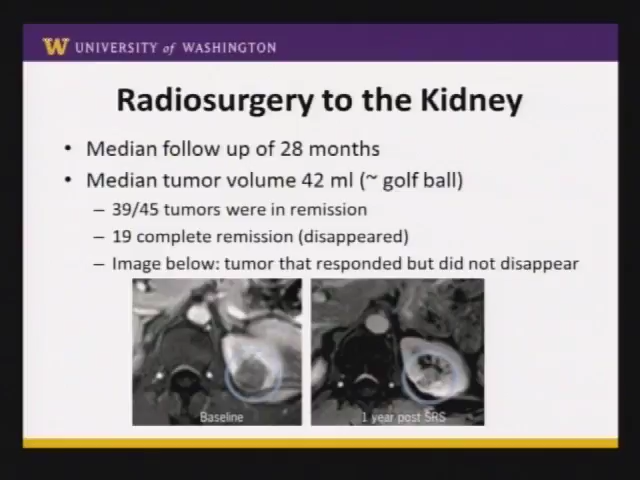 W UNIVERSITY of WASHINGTON
Radiosurgery to the Kidney
• Median follow up of 28 months
• Median tumor volume 42 ml (~ golf ball)
– 39/45 tumors were in remission
– 19 complete remission (disappeared)
– Image below: tumor that responded but did not disappear
Baseline
1 year post SRS